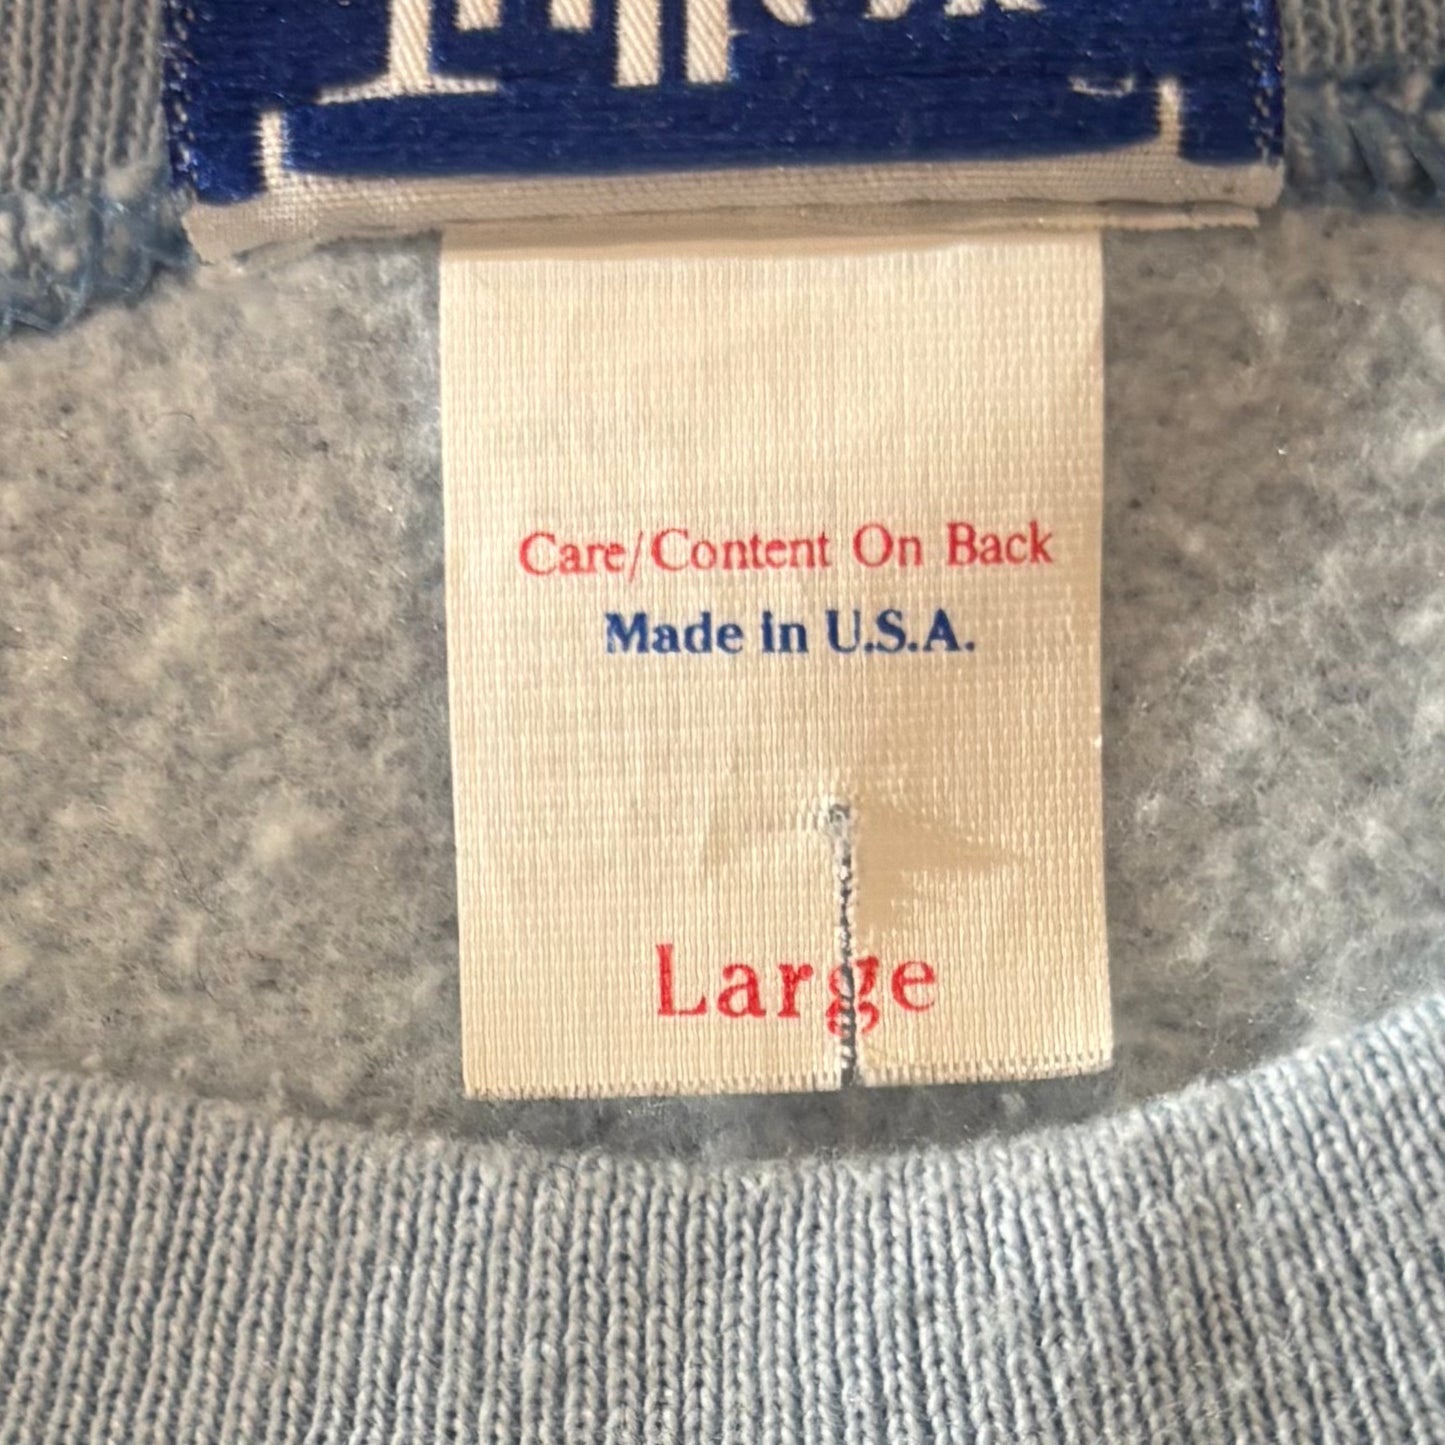 Care/Content On Back
Made in U.S.A.
Large